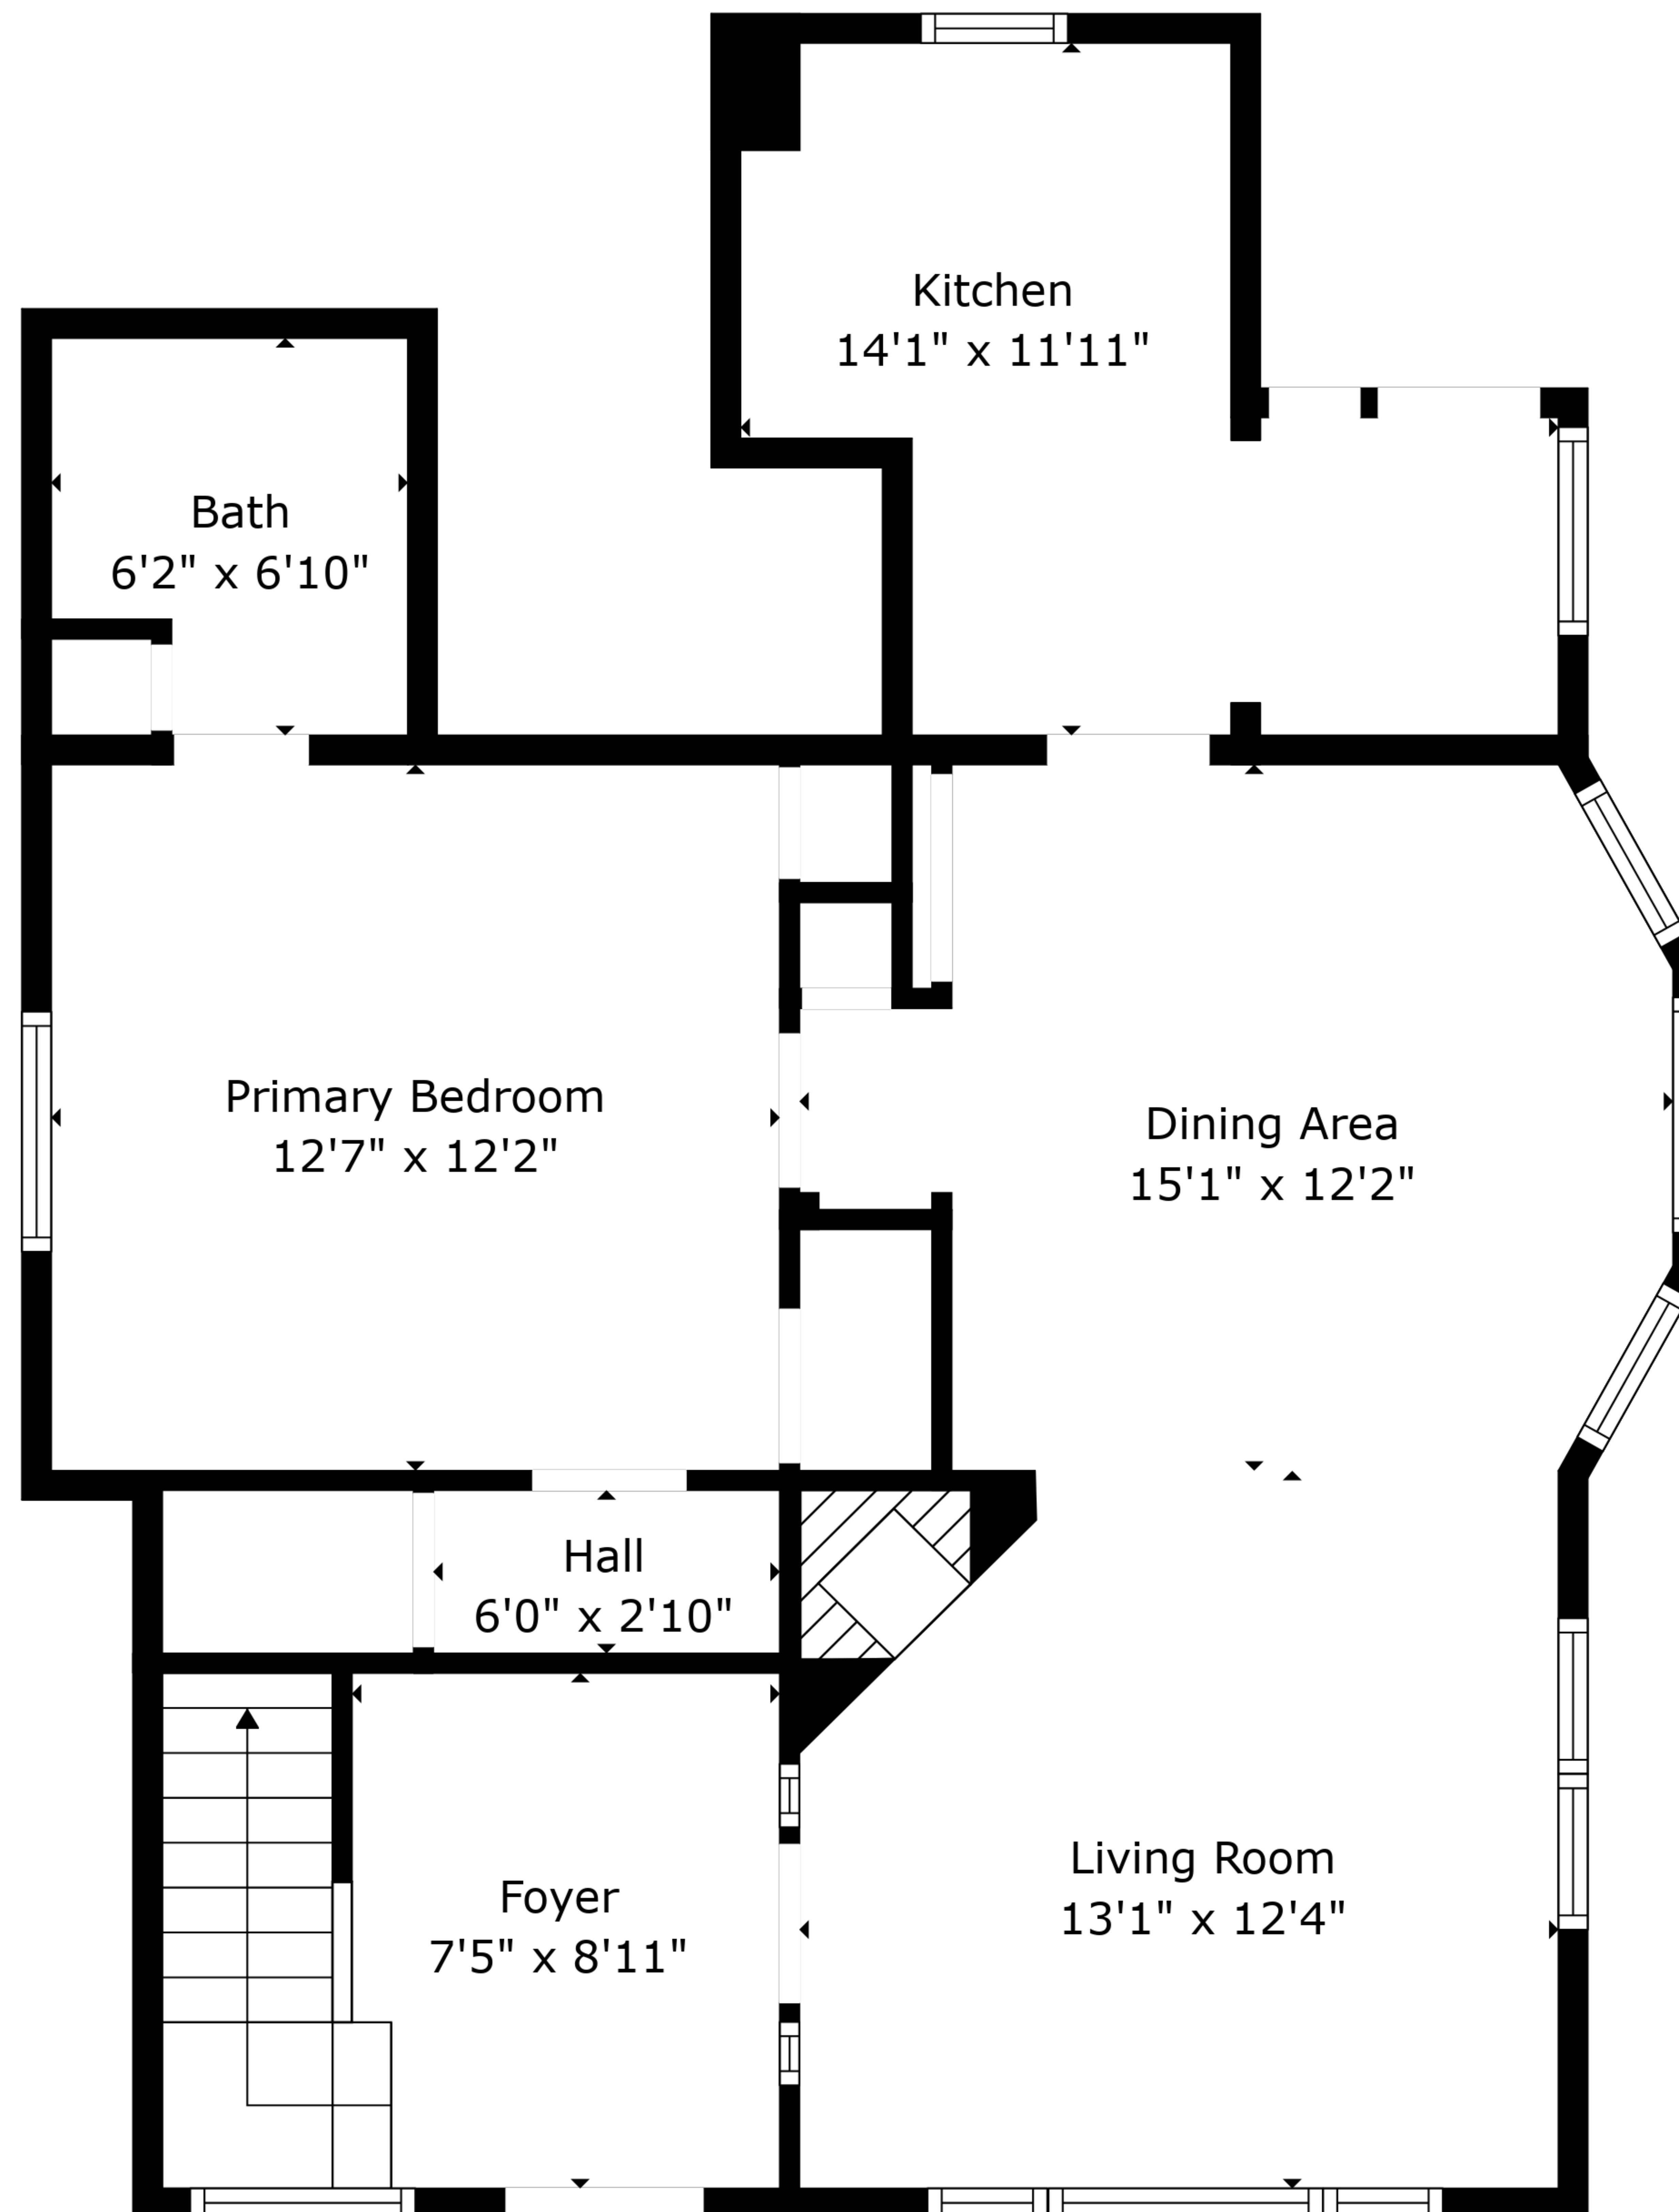 Kitchen
14'1" x 11'11"
Bath
6'2" x 6'10"
Primary Bedroom
12'7" x 12'2"
Dining Area
15'1" x 12'2"
Hall
6'0" x 2'10"
Living Room
13'1" x 12'4"
Foyer
7'5" x 8'11"